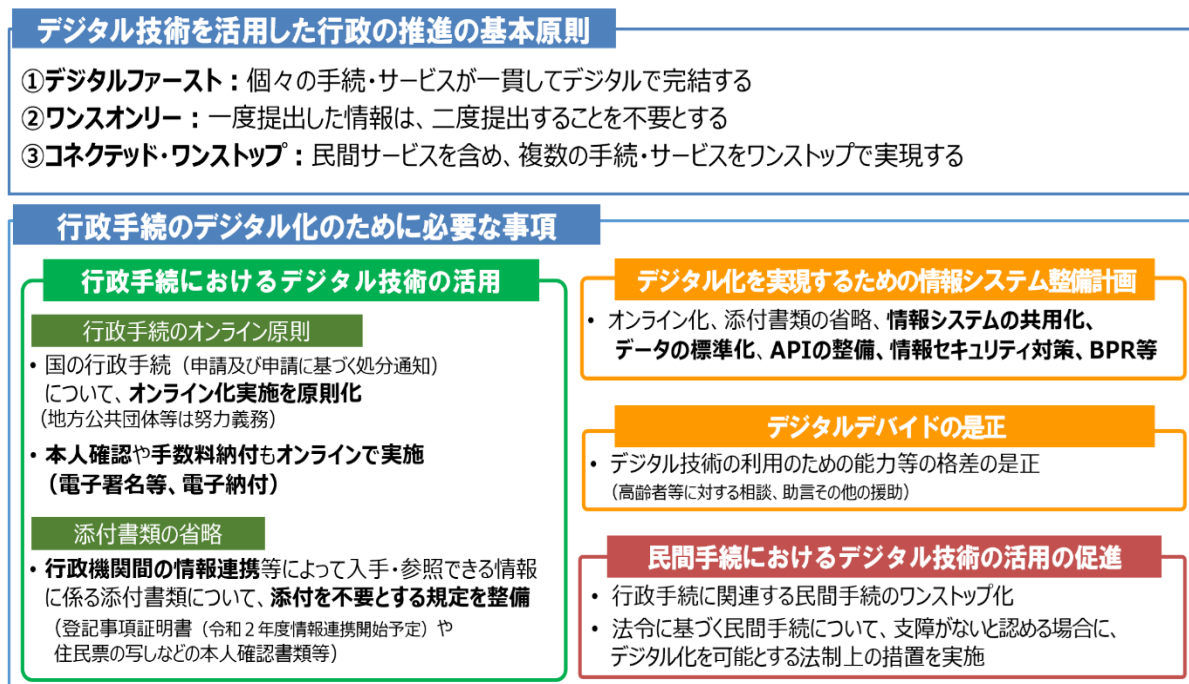 デジタル技術を活用した行政の推進の基本原則
①デジタルファースト：個々の手続・サービスが一貫してデジタルで完結する
②ワンスオンリー：一度提出した情報は、二度提出することを不要とする
③コネクテッド・ワンストップ：民間サービスを含め、複数の手続・サービスをワンストップで実現する
行政手続のデジタル化のために必要な事項
行政手続におけるデジタル技術の活用
行政手続のオンライン原則
・国の行政手続（申請及び申請に基づく処分通知）
について、オンライン化実施を原則化
（地方公共団体等は努力義務）
・本人確認や手数料納付もオンラインで実施
（電子署名等、電子納付）
添付書類の省略
・行政機関間の情報連携等によって入手・参照できる情報
に係る添付書類について、添付を不要とする規定を整備
（登記事項証明書（令和２年度情報連携開始予定）や
住民票の写しなどの本人確認書類等）
デジタル化を実現するための情報システム整備計画
・オンライン化、添付書類の省略、情報システムの共用化、
データの標準化、APIの整備、情報セキュリティ対策、BPR等
デジタルデバイドの是正
・デジタル技術の利用のための能力等の格差の是正
（高齢者等に対する相談、助言その他の援助）
民間手続におけるデジタル技術の活用の促進
・行政手続に関連する民間手続のワンストップ化
・法令に基づく民間手続について、支障がないと認める場合に、
デジタル化を可能とする法制上の措置を実施